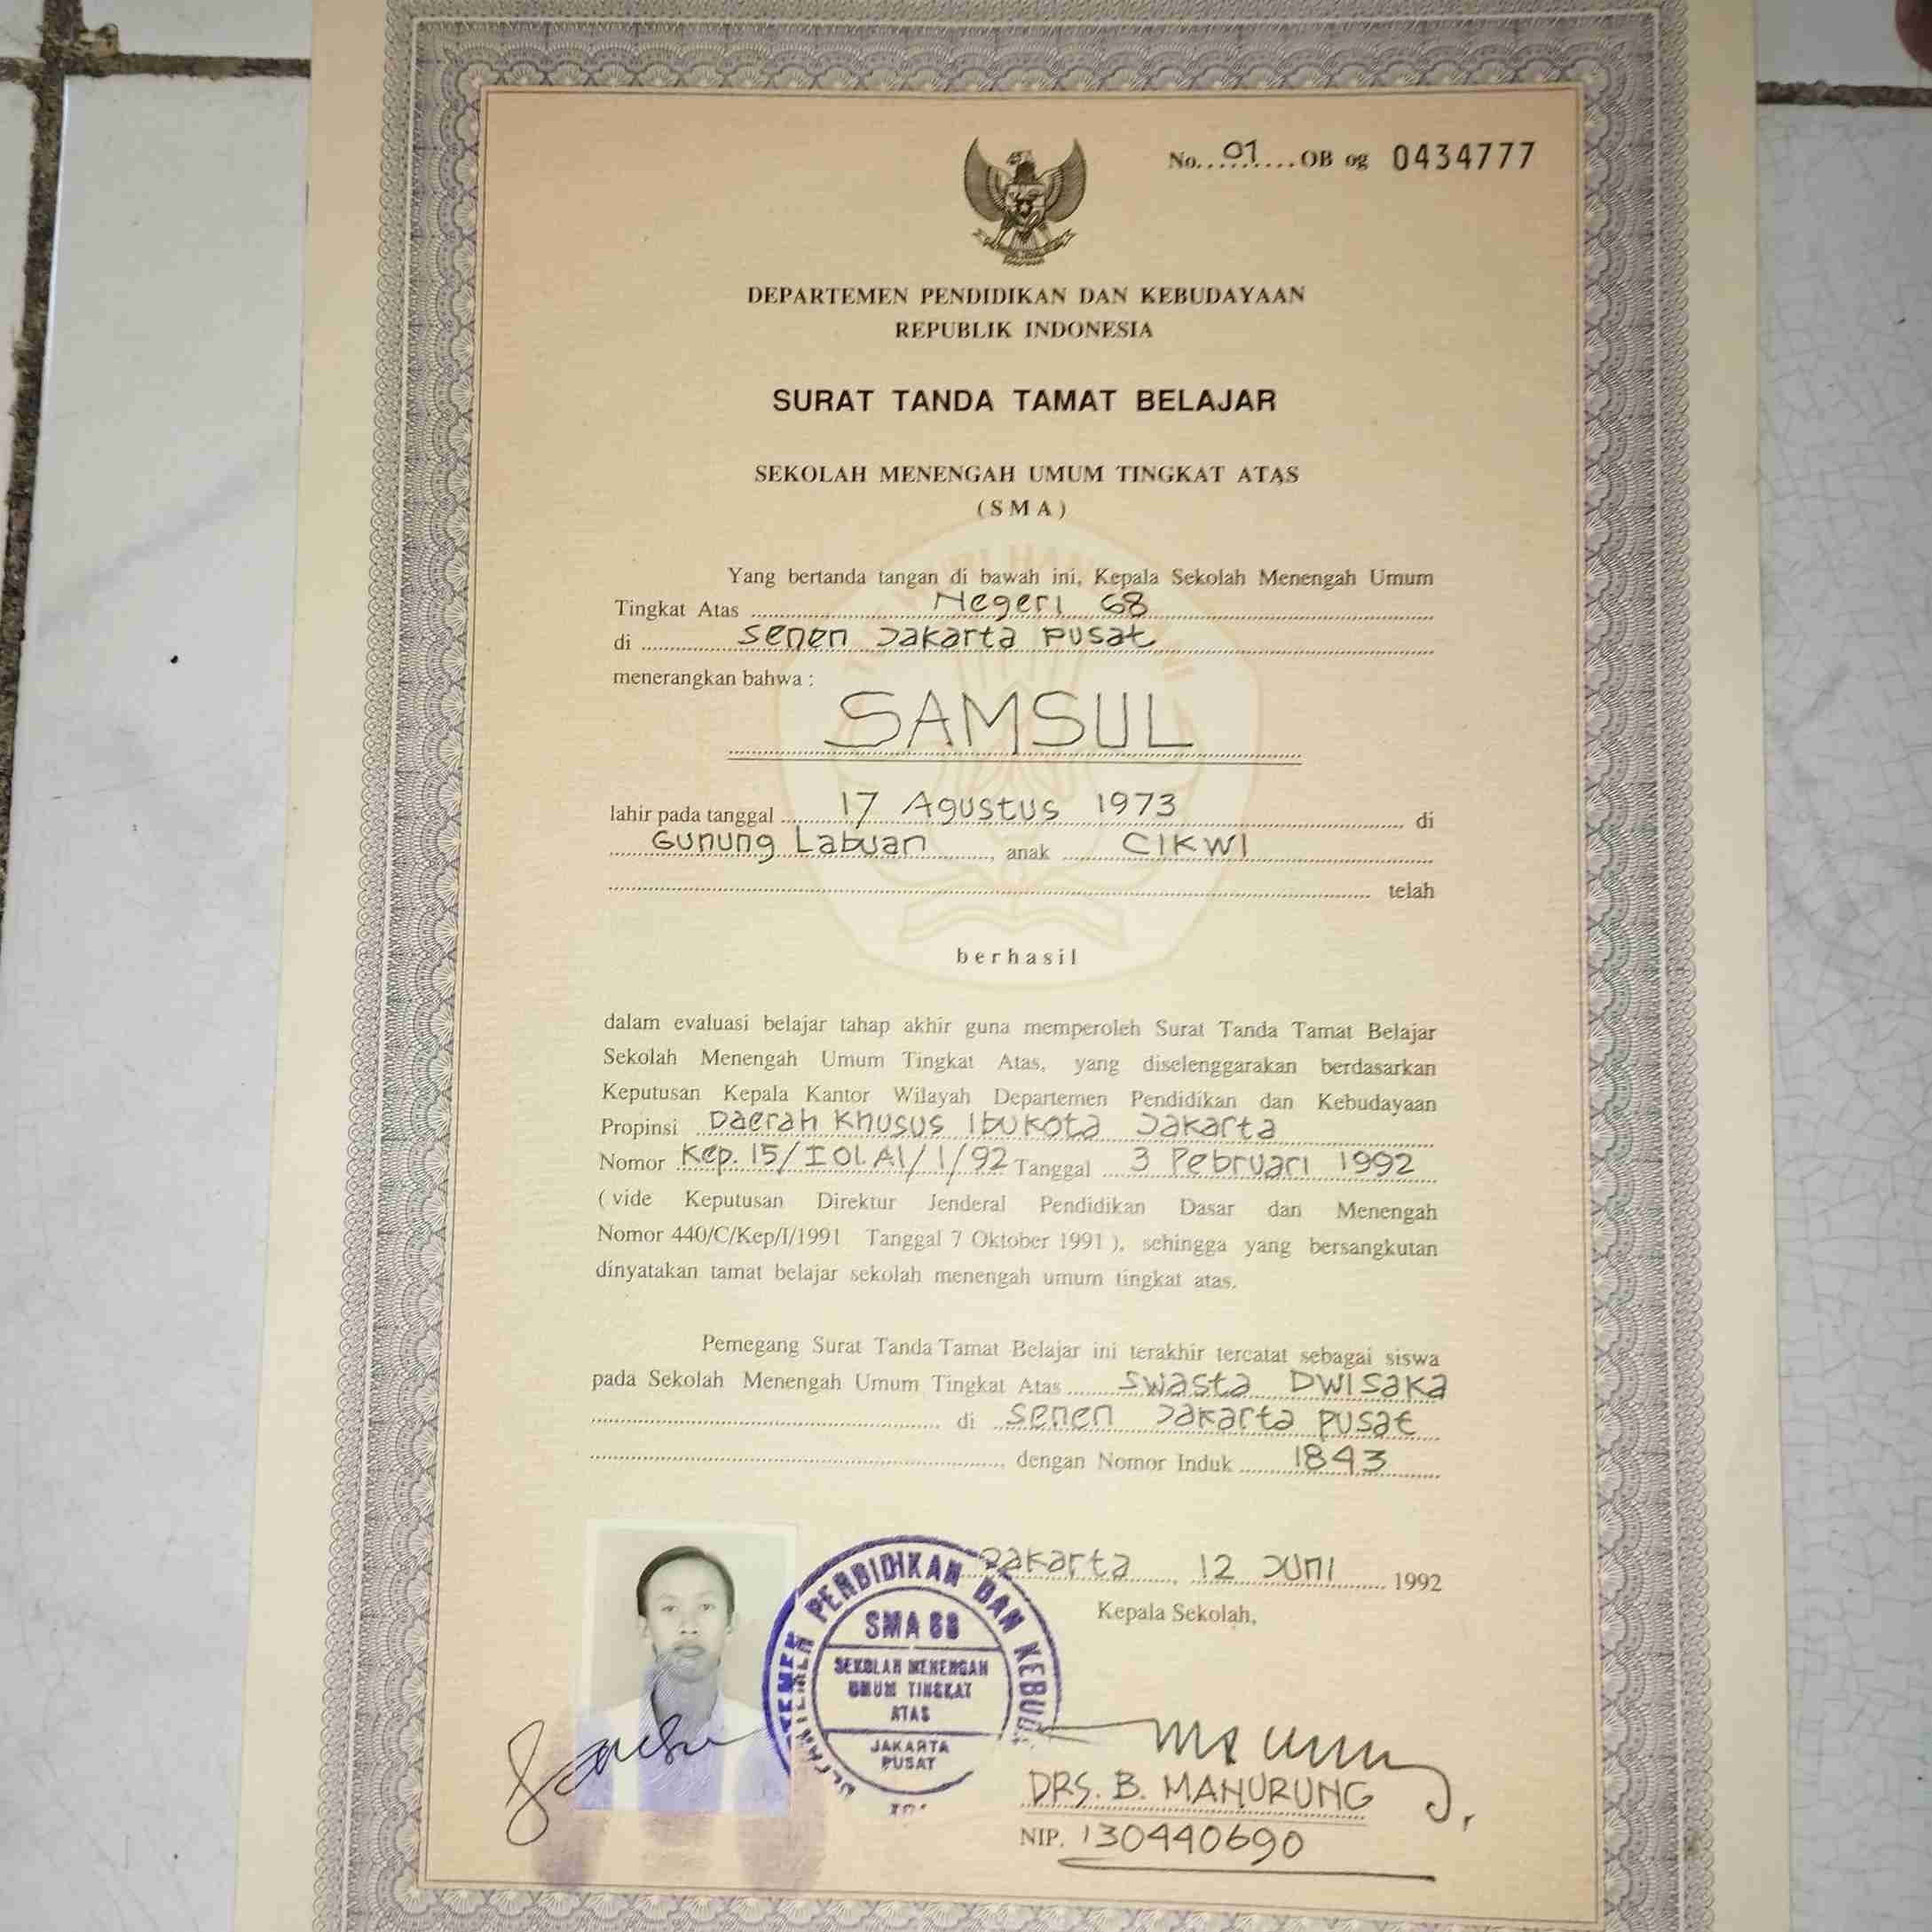 No. 01 OB og 0434777
DEPARTEMEN PENDIDIKAN DAN KEBUDAYAAN
REPUBLIK INDONESIA
SURAT TANDA TAMAT BELAJAR
SEKOLAH MENENGAH UMUM TINGKAT ATAS
(SMA)
Yang bertanda tangan di bawah ini, Kepala Sekolah Menengah Umum
Tingkat Atas Negeri 68
di Senen Jakarta Pusat
menerangkan bahwa :
SAMSUL
lahir pada tanggal 17 Agustus 1973 di
Gunung Labuan, anak CIKWI
telah
berhasil
dalam evaluasi belajar tahap akhir guna memperoleh Surat Tanda Tamat Belajar
Sekolah Menengah Umum Tingkat Atas, yang diselenggarakan berdasarkan
Keputusan Kepala Kantor Wilayah Departemen Pendidikan dan Kebudayaan
Propinsi Daerah Khusus Ibukota Jakarta
Nomor Kep. 15/I01.A1/I/92 Tanggal 3 Pebruari 1992
( vide Keputusan Direktur Jenderal Pendidikan Dasar dan Menengah
Nomor 440/C/Kep/I/1991 Tanggal 7 Oktober 1991 ), sehingga yang bersangkutan
dinyatakan tamat belajar sekolah menengah umum tingkat atas.
Pemegang Surat Tanda Tamat Belajar ini terakhir tercatat sebagai siswa
pada Sekolah Menengah Umum Tingkat Atas Swasta DWISAKA
di Senen Jakarta Pusat
, dengan Nomor Induk 1843
Jakarta, 12 Juni 1992
Kepala Sekolah,
PENDIDIKAN DAN
SMA 68
SEKOLAH MENENGAH
UMUM TINGKAT
ATAS
JAKARTA
PUSAT
DRS. B. MANURUNG
NIP. 130440690